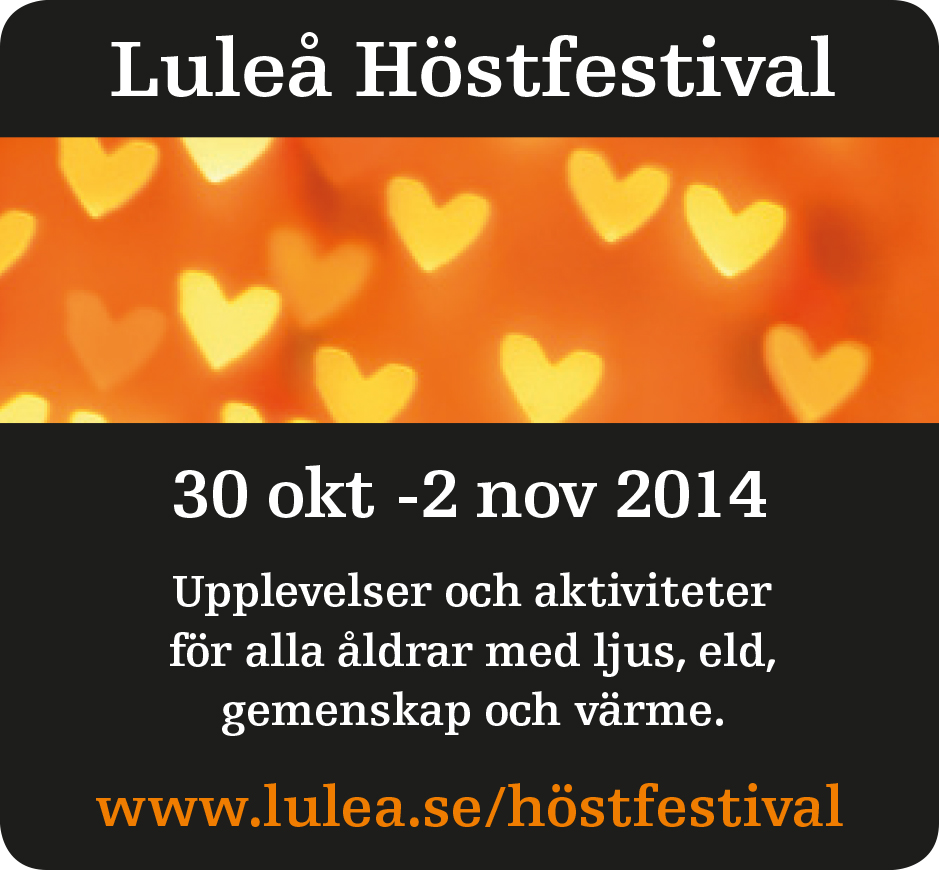 Luleå Höstfestival
30 okt -2 nov 2014
Upplevelser och aktiviteter
för alla åldrar med ljus, eld,
gemenskap och värme.
www.lulea.se/höstfestival